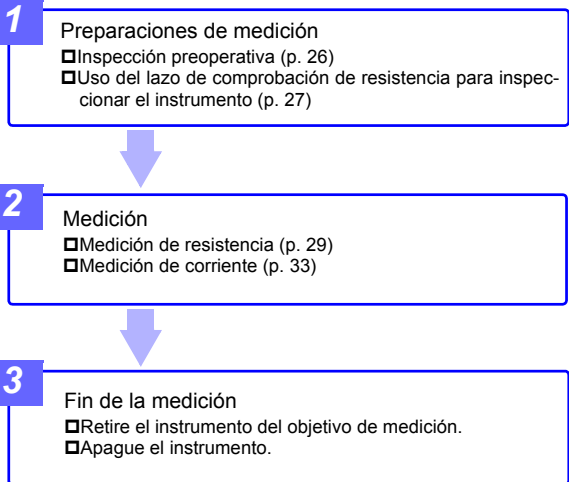 1
Preparaciones de medición
Inspección preoperativa (p. 26)
Uso del lazo de comprobación de resistencia para inspec-
cionar el instrumento (p. 27)
2
Medición
Medición de resistencia (p. 29)
Medición de corriente (p. 33)
3
Fin de la medición
Retire el instrumento del objetivo de medición.
Apague el instrumento.